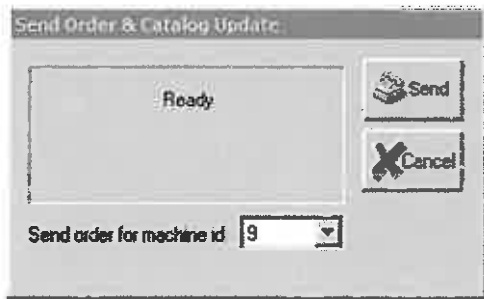 Send Order & Catalog Update
Ready
Send
Cancel
Send order for machine id 9